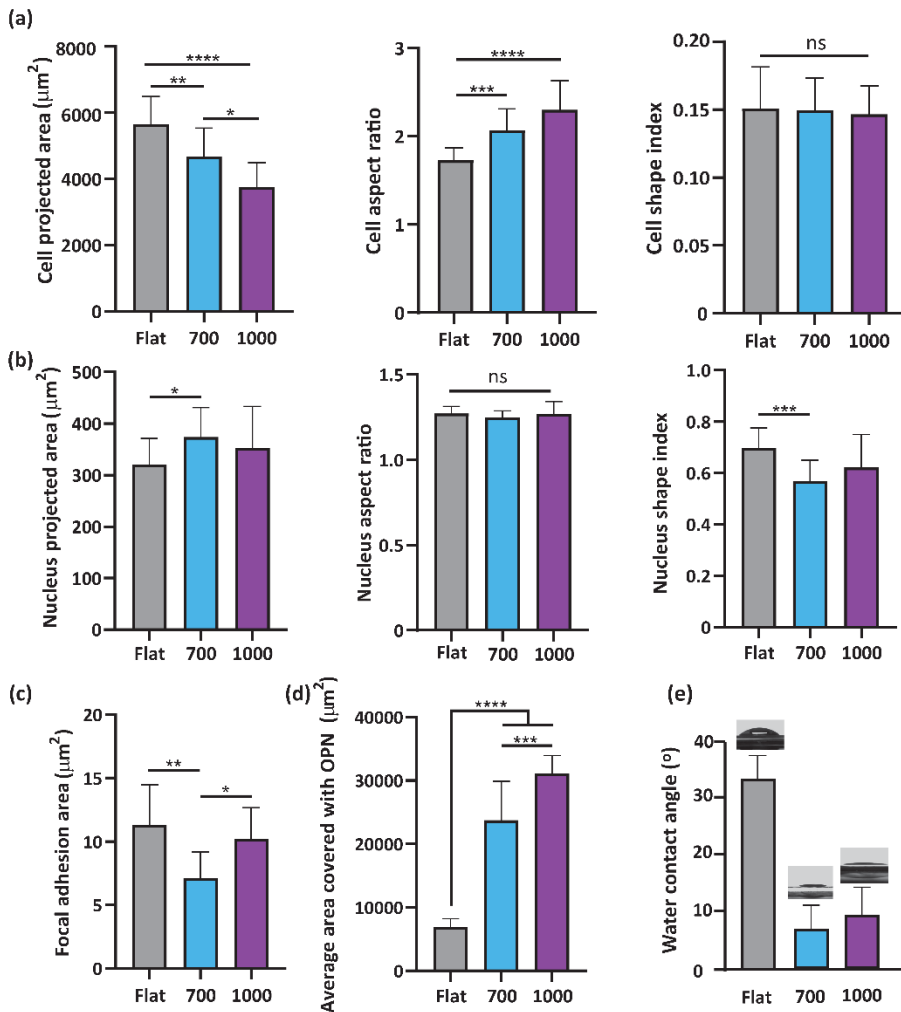 (a)
Cell projected area (μm²)
8000
6000
4000
2000
0
****
**
*
Flat 700 1000
Cell aspect ratio
3
2
1
0
****
***
Flat 700 1000
Cell shape index
0.20
0.15
0.10
0.05
0
ns
Flat 700 1000
(b)
Nucleus projected area (μm²)
500
400
300
200
100
0
*
Flat 700 1000
Nucleus aspect ratio
1.5
1.0
0.5
0
ns
Flat 700 1000
Nucleus shape index
1.0
0.8
0.6
0.4
0.2
0
***
Flat 700 1000
(c)
Focal adhesion area (μm²)
20
15
10
5
0
**
*
Flat 700 1000
(d)
Average area covered with OPN (μm²)
40000
30000
20000
10000
0
****
***
Flat 700 1000
(e)
Water contact angle (º)
40
30
20
10
0
Flat 700 1000